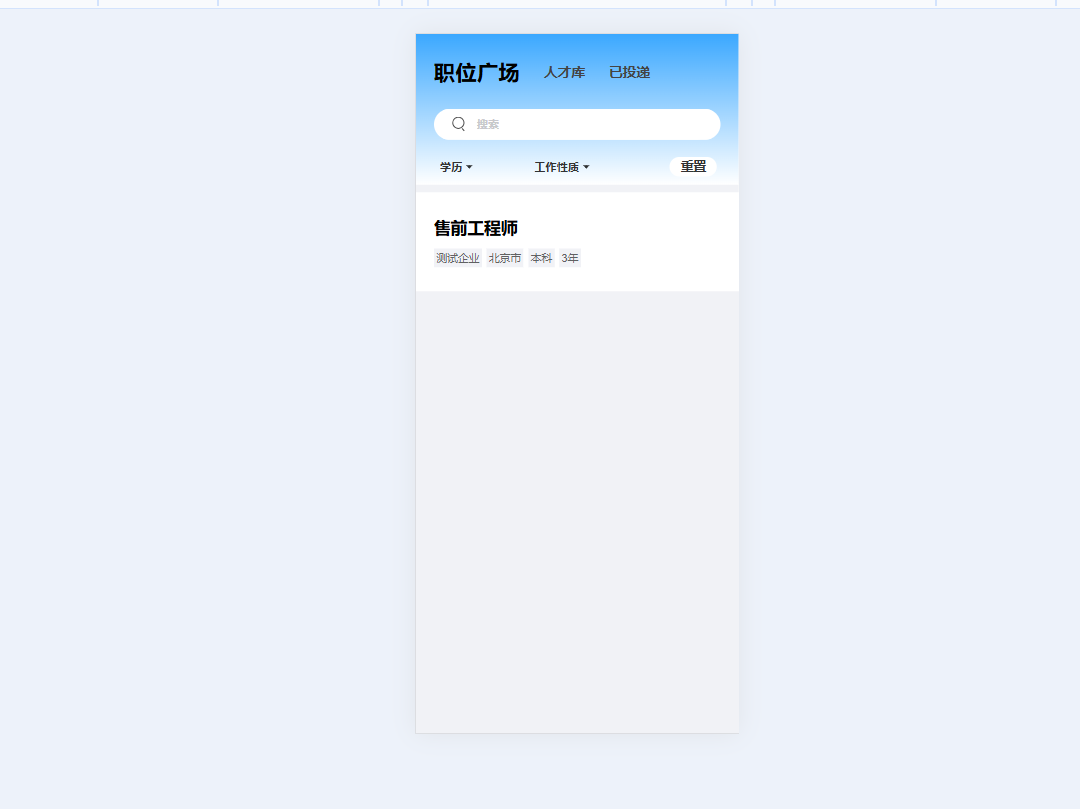 职位广场 人才库 已投递
搜索
学历 工作性质 重置
售前工程师
测试企业 北京市 本科 3年